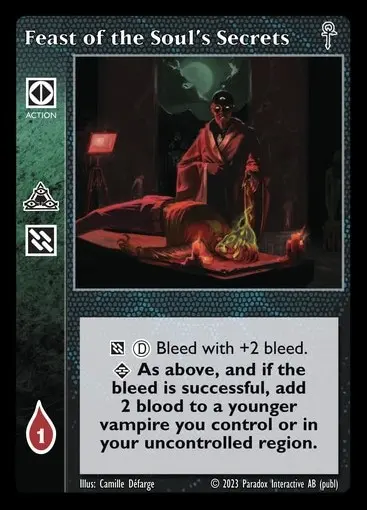 Feast of the Soul's Secrets
ACTION
D Bleed with +2 bleed.
As above, and if the
bleed is successful, add
2 blood to a younger
vampire you control or in
your uncontrolled region.
1
Illus: Camille Défarge © 2023 Paradox Interactive AB (publ)